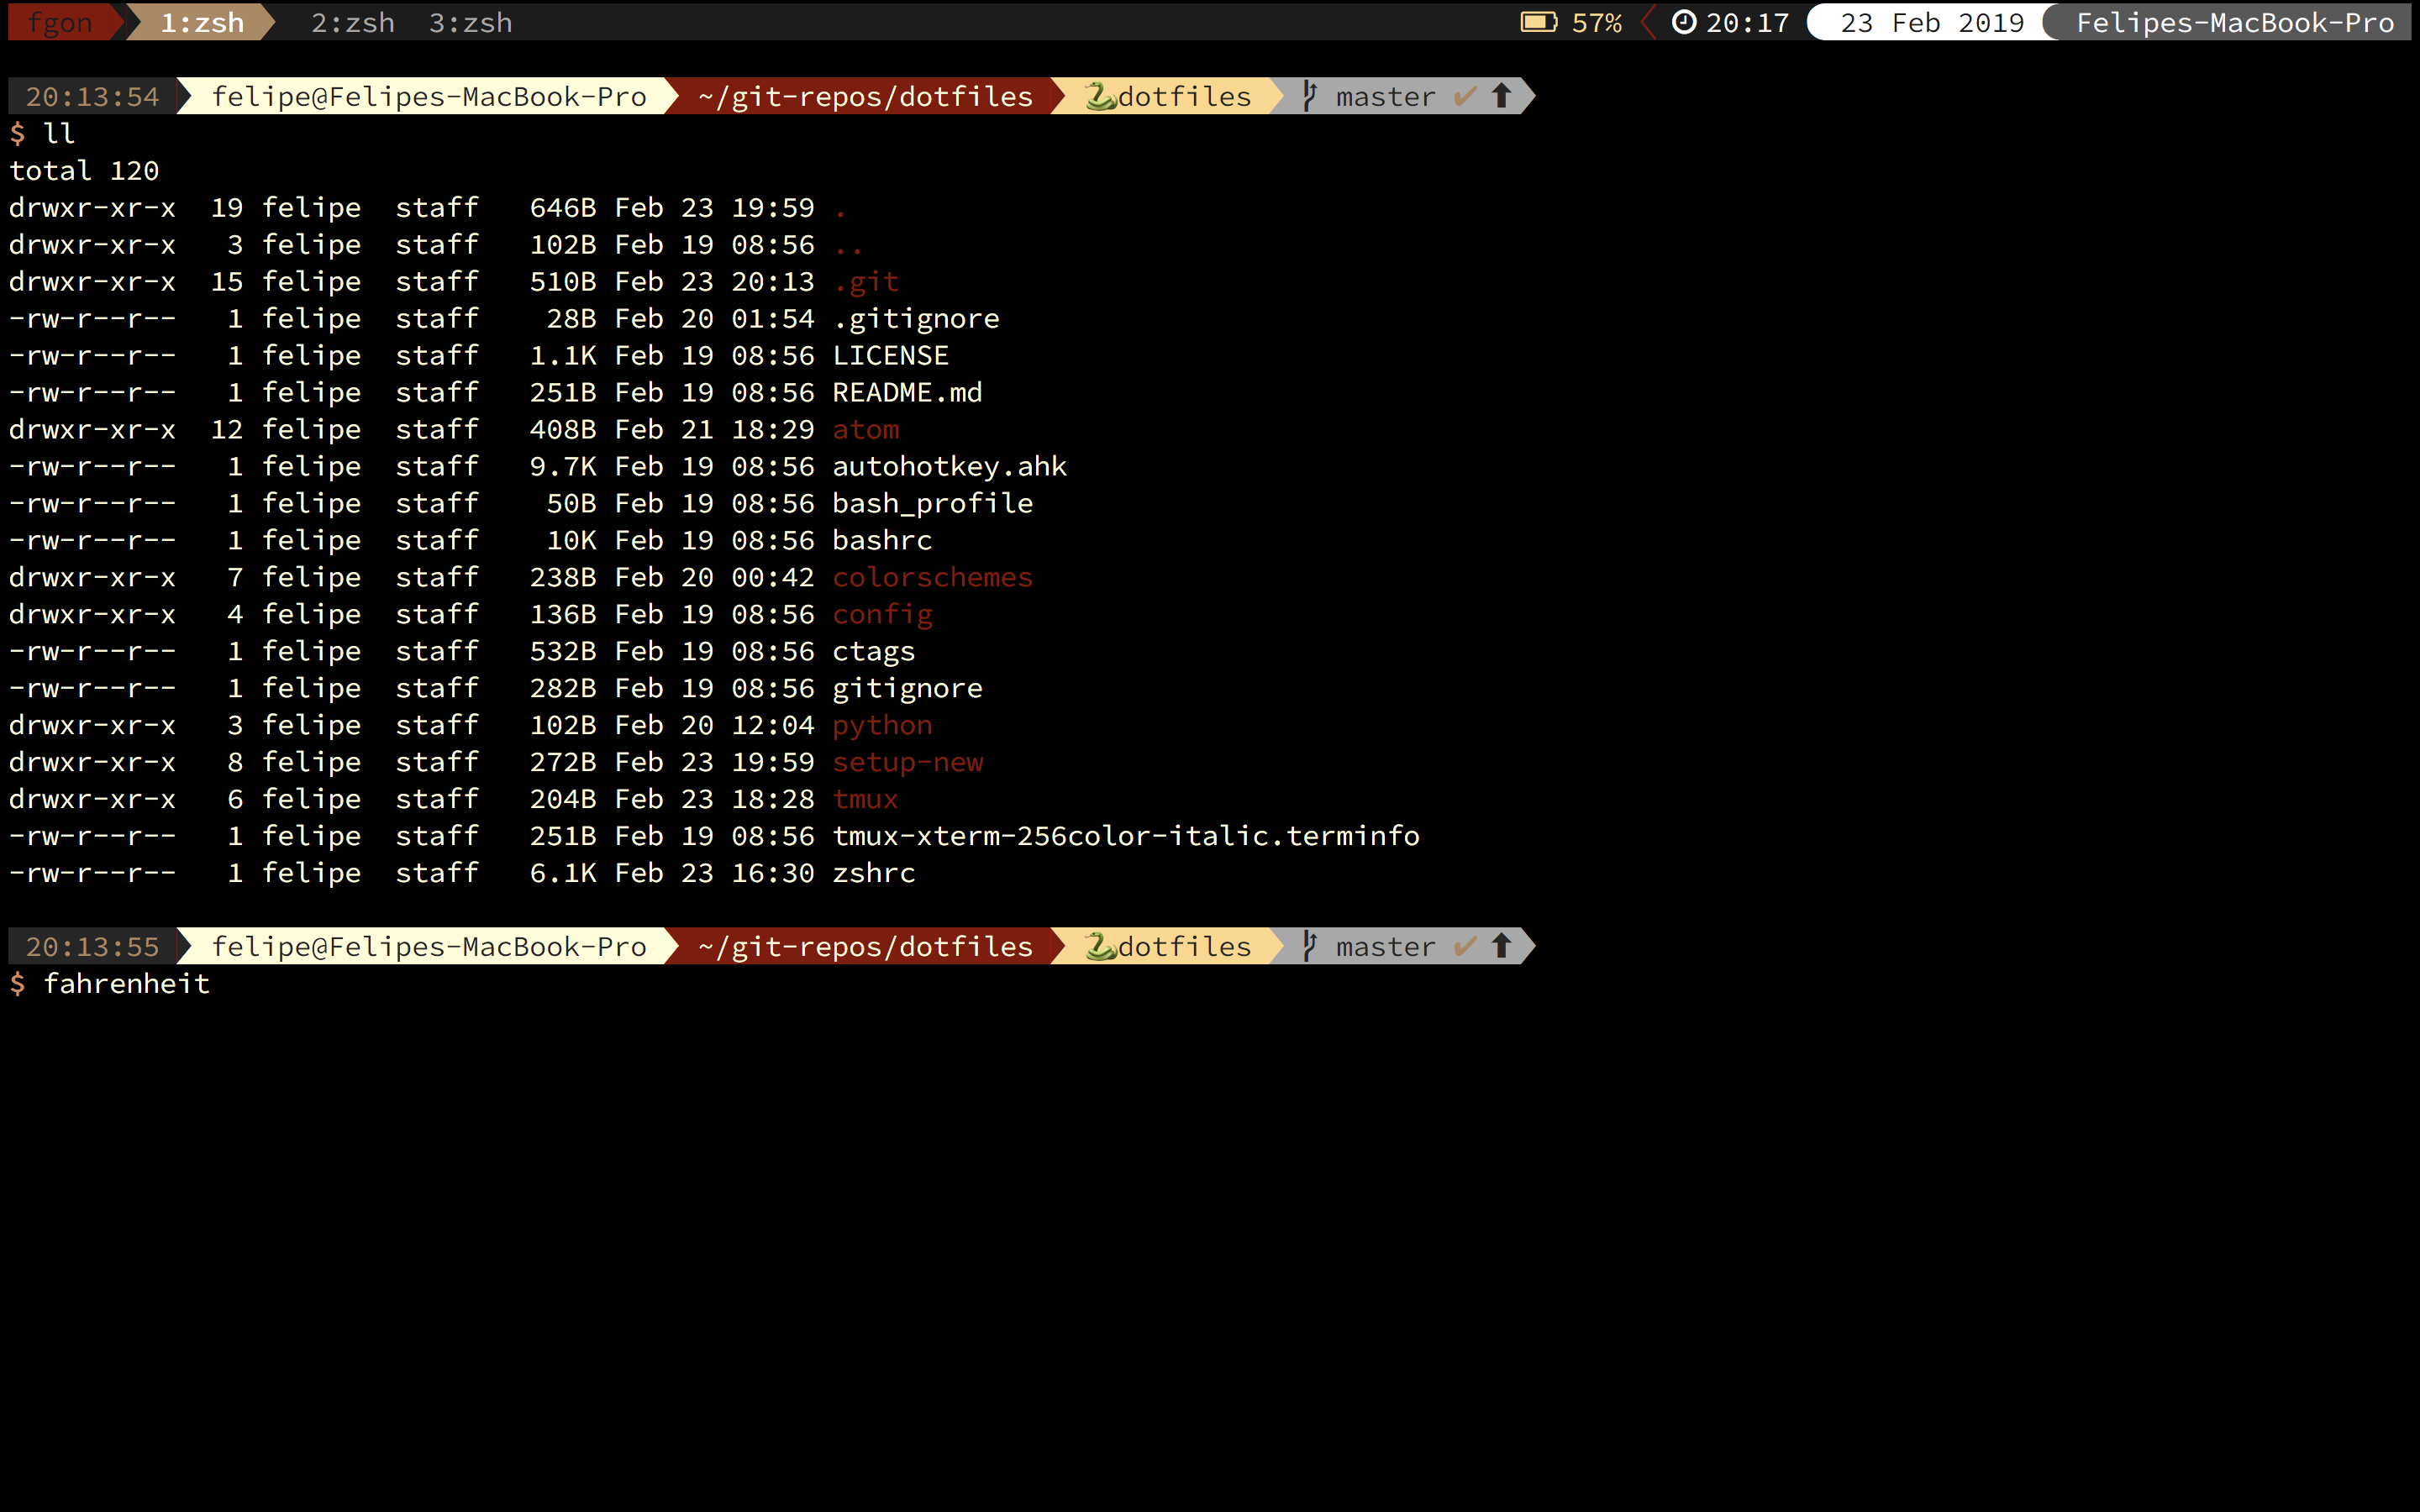 fgon 1:zsh 2:zsh 3:zsh 57% 20:17 23 Feb 2019 Felipes-MacBook-Pro
20:13:54 felipe@Felipes-MacBook-Pro ~/git-repos/dotfiles 🐍dotfiles master ✔ ⬆
$ ll
total 120
drwxr-xr-x  19 felipe  staff   646B Feb 23 19:59 .
drwxr-xr-x   3 felipe  staff   102B Feb 19 08:56 ..
drwxr-xr-x  15 felipe  staff   510B Feb 23 20:13 .git
-rw-r--r--   1 felipe  staff    28B Feb 20 01:54 .gitignore
-rw-r--r--   1 felipe  staff   1.1K Feb 19 08:56 LICENSE
-rw-r--r--   1 felipe  staff   251B Feb 19 08:56 README.md
drwxr-xr-x  12 felipe  staff   408B Feb 21 18:29 atom
-rw-r--r--   1 felipe  staff   9.7K Feb 19 08:56 autohotkey.ahk
-rw-r--r--   1 felipe  staff    50B Feb 19 08:56 bash_profile
-rw-r--r--   1 felipe  staff    10K Feb 19 08:56 bashrc
drwxr-xr-x   7 felipe  staff   238B Feb 20 00:42 colorschemes
drwxr-xr-x   4 felipe  staff   136B Feb 19 08:56 config
-rw-r--r--   1 felipe  staff   532B Feb 19 08:56 ctags
-rw-r--r--   1 felipe  staff   282B Feb 19 08:56 gitignore
drwxr-xr-x   3 felipe  staff   102B Feb 20 12:04 python
drwxr-xr-x   8 felipe  staff   272B Feb 23 19:59 setup-new
drwxr-xr-x   6 felipe  staff   204B Feb 23 18:28 tmux
-rw-r--r--   1 felipe  staff   251B Feb 19 08:56 tmux-xterm-256color-italic.terminfo
-rw-r--r--   1 felipe  staff   6.1K Feb 23 16:30 zshrc
20:13:55 felipe@Felipes-MacBook-Pro ~/git-repos/dotfiles 🐍dotfiles master ✔ ⬆
$ fahrenheit